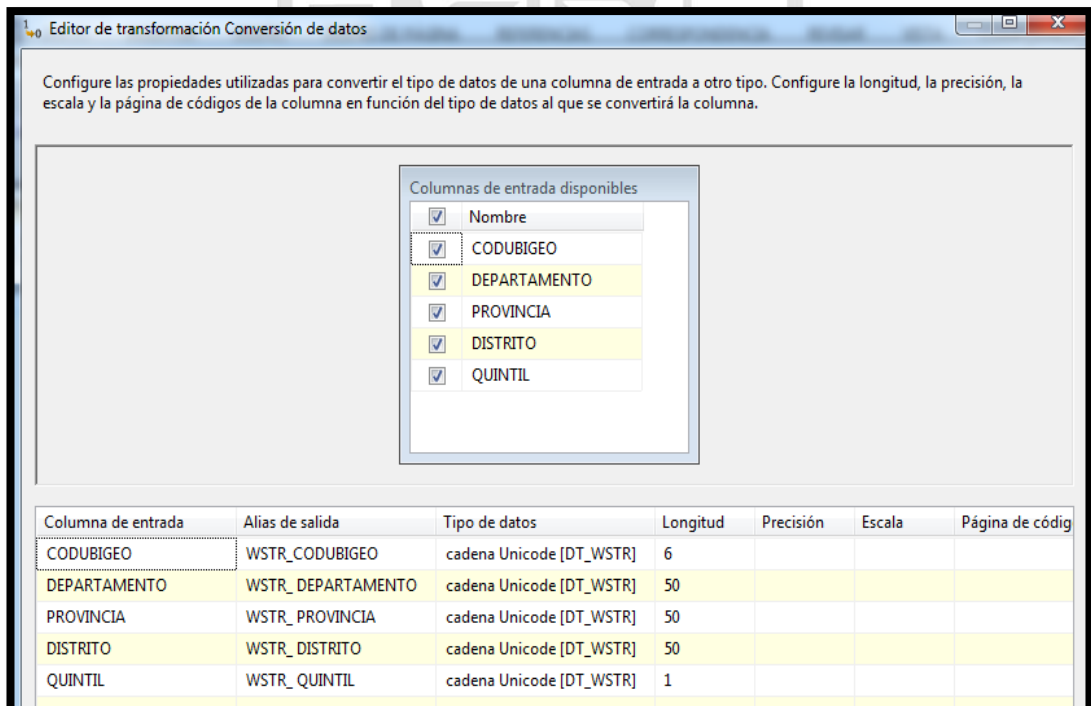 Editor de transformación Conversión de datos
Configure las propiedades utilizadas para convertir el tipo de datos de una columna de entrada a otro tipo. Configure la longitud, la precisión, la
escala y la página de códigos de la columna en función del tipo de datos al que se convertirá la columna.
Columnas de entrada disponibles
Nombre
CODUBIGEO
DEPARTAMENTO
PROVINCIA
DISTRITO
QUINTIL
Columna de entrada Alias de salida Tipo de datos Longitud Precisión Escala Página de códig
CODUBIGEO WSTR_CODUBIGEO cadena Unicode [DT_WSTR] 6
DEPARTAMENTO WSTR_ DEPARTAMENTO cadena Unicode [DT_WSTR] 50
PROVINCIA WSTR_ PROVINCIA cadena Unicode [DT_WSTR] 50
DISTRITO WSTR_ DISTRITO cadena Unicode [DT_WSTR] 50
QUINTIL WSTR_ QUINTIL cadena Unicode [DT_WSTR] 1